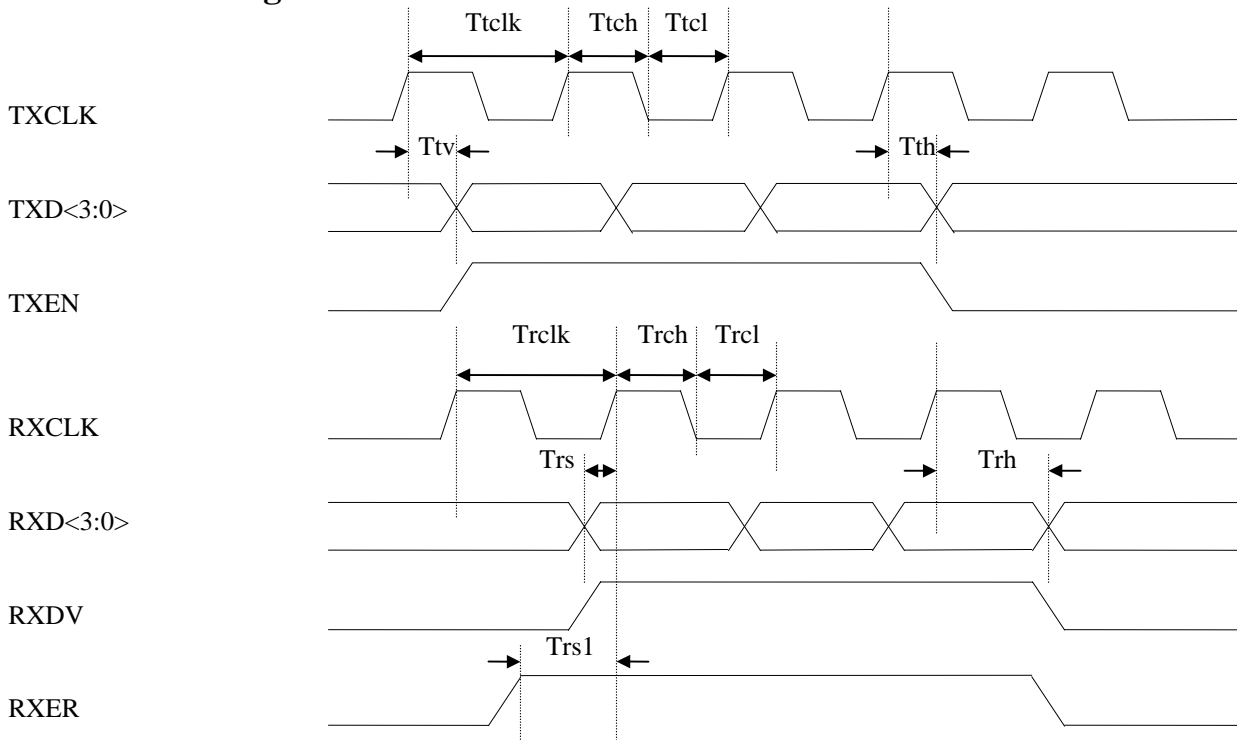 Ttclk Ttch Ttcl
TXCLK
Ttv Tth
TXD<3:0>
TXEN
Trclk Trch Trcl
RXCLK
Trs Trh
RXD<3:0>
RXDV
Trs1
RXER